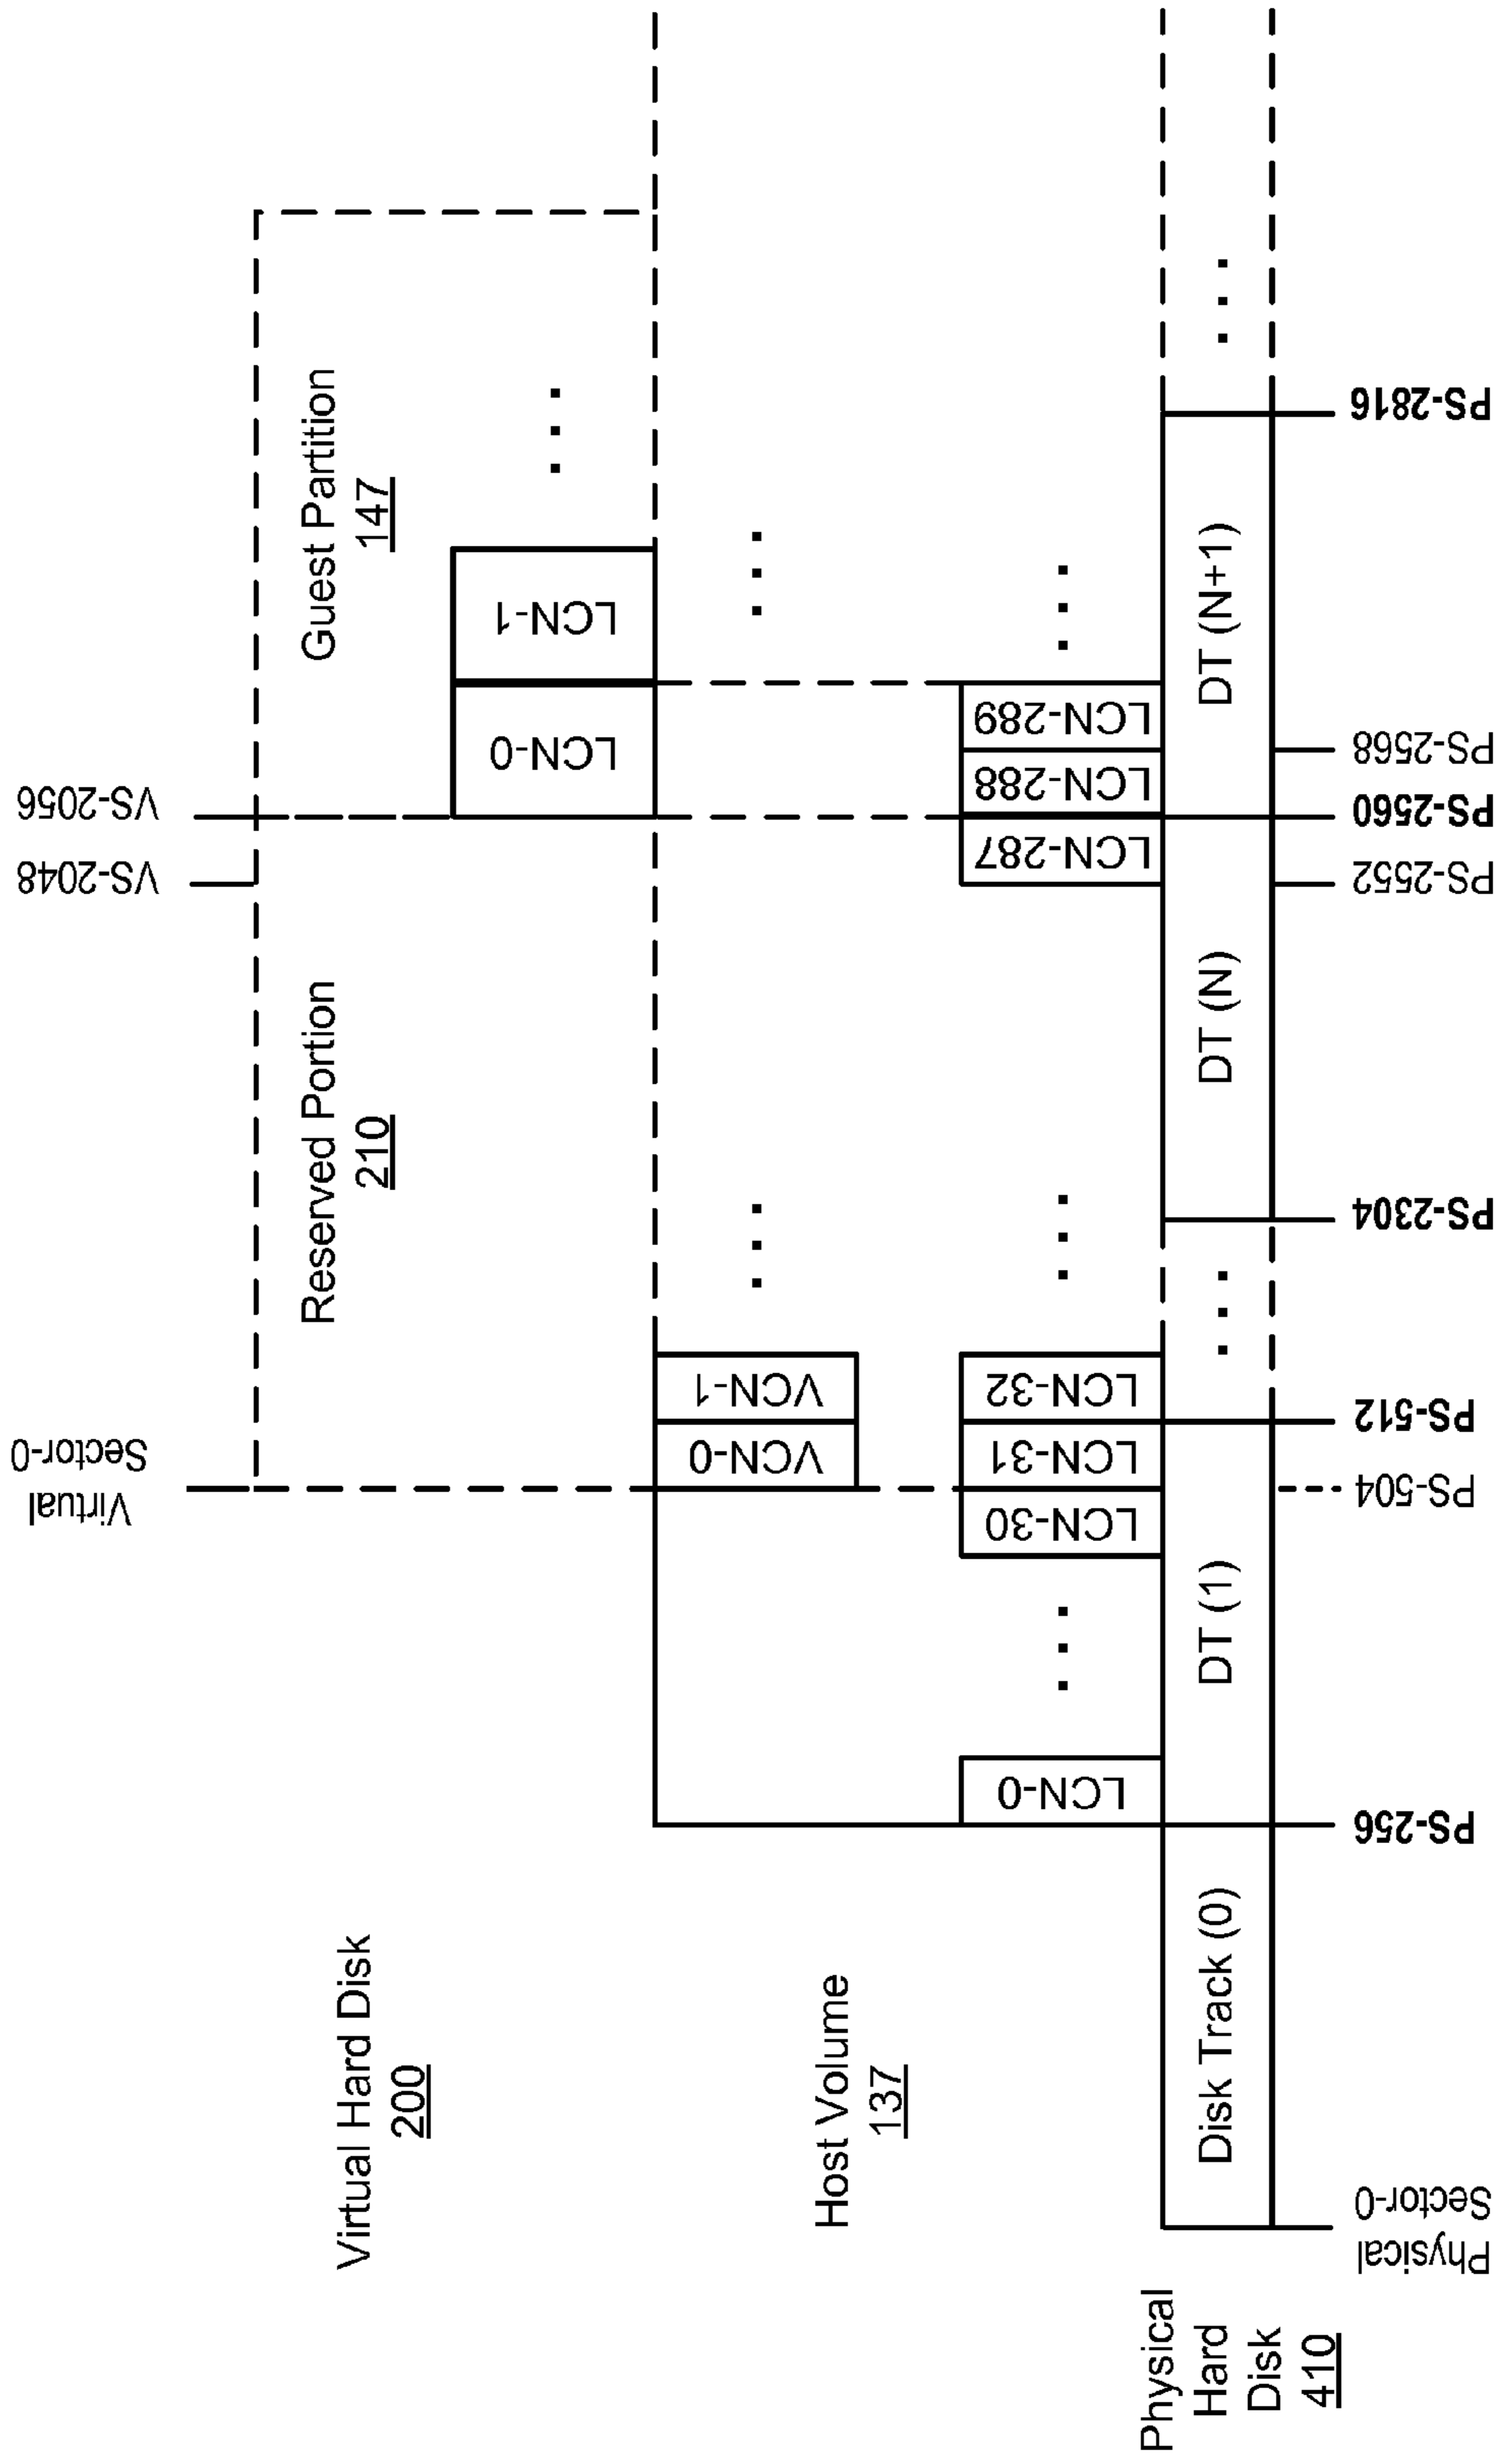 Virtual
Sector-0
VS-2048
VS-2056
Virtual Hard Disk
200
Reserved Portion
210
Guest Partition
147
LCN-0
LCN-1
Host Volume
137
VCN-0
VCN-1
LCN-0
LCN-30
LCN-31
LCN-32
LCN-287
LCN-288
LCN-289
Physical
Hard
Disk
410
Disk Track (0)
DT (1)
DT (N)
DT (N+1)
Physical
Sector-0
PS-256
PS-504
PS-512
PS-2304
PS-2552
PS-2560
PS-2568
PS-2816